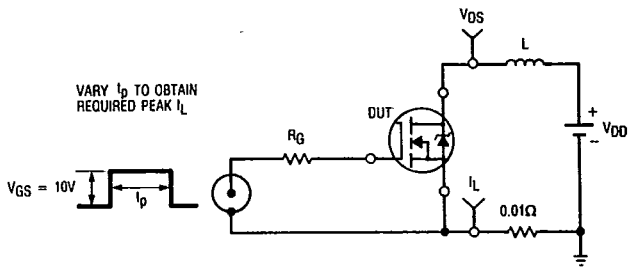 VDS
L
VARY tp TO OBTAIN
REQUIRED PEAK IL
DUT
RG
+
VDD
−
VGS = 10V
tp
IL
0.01Ω